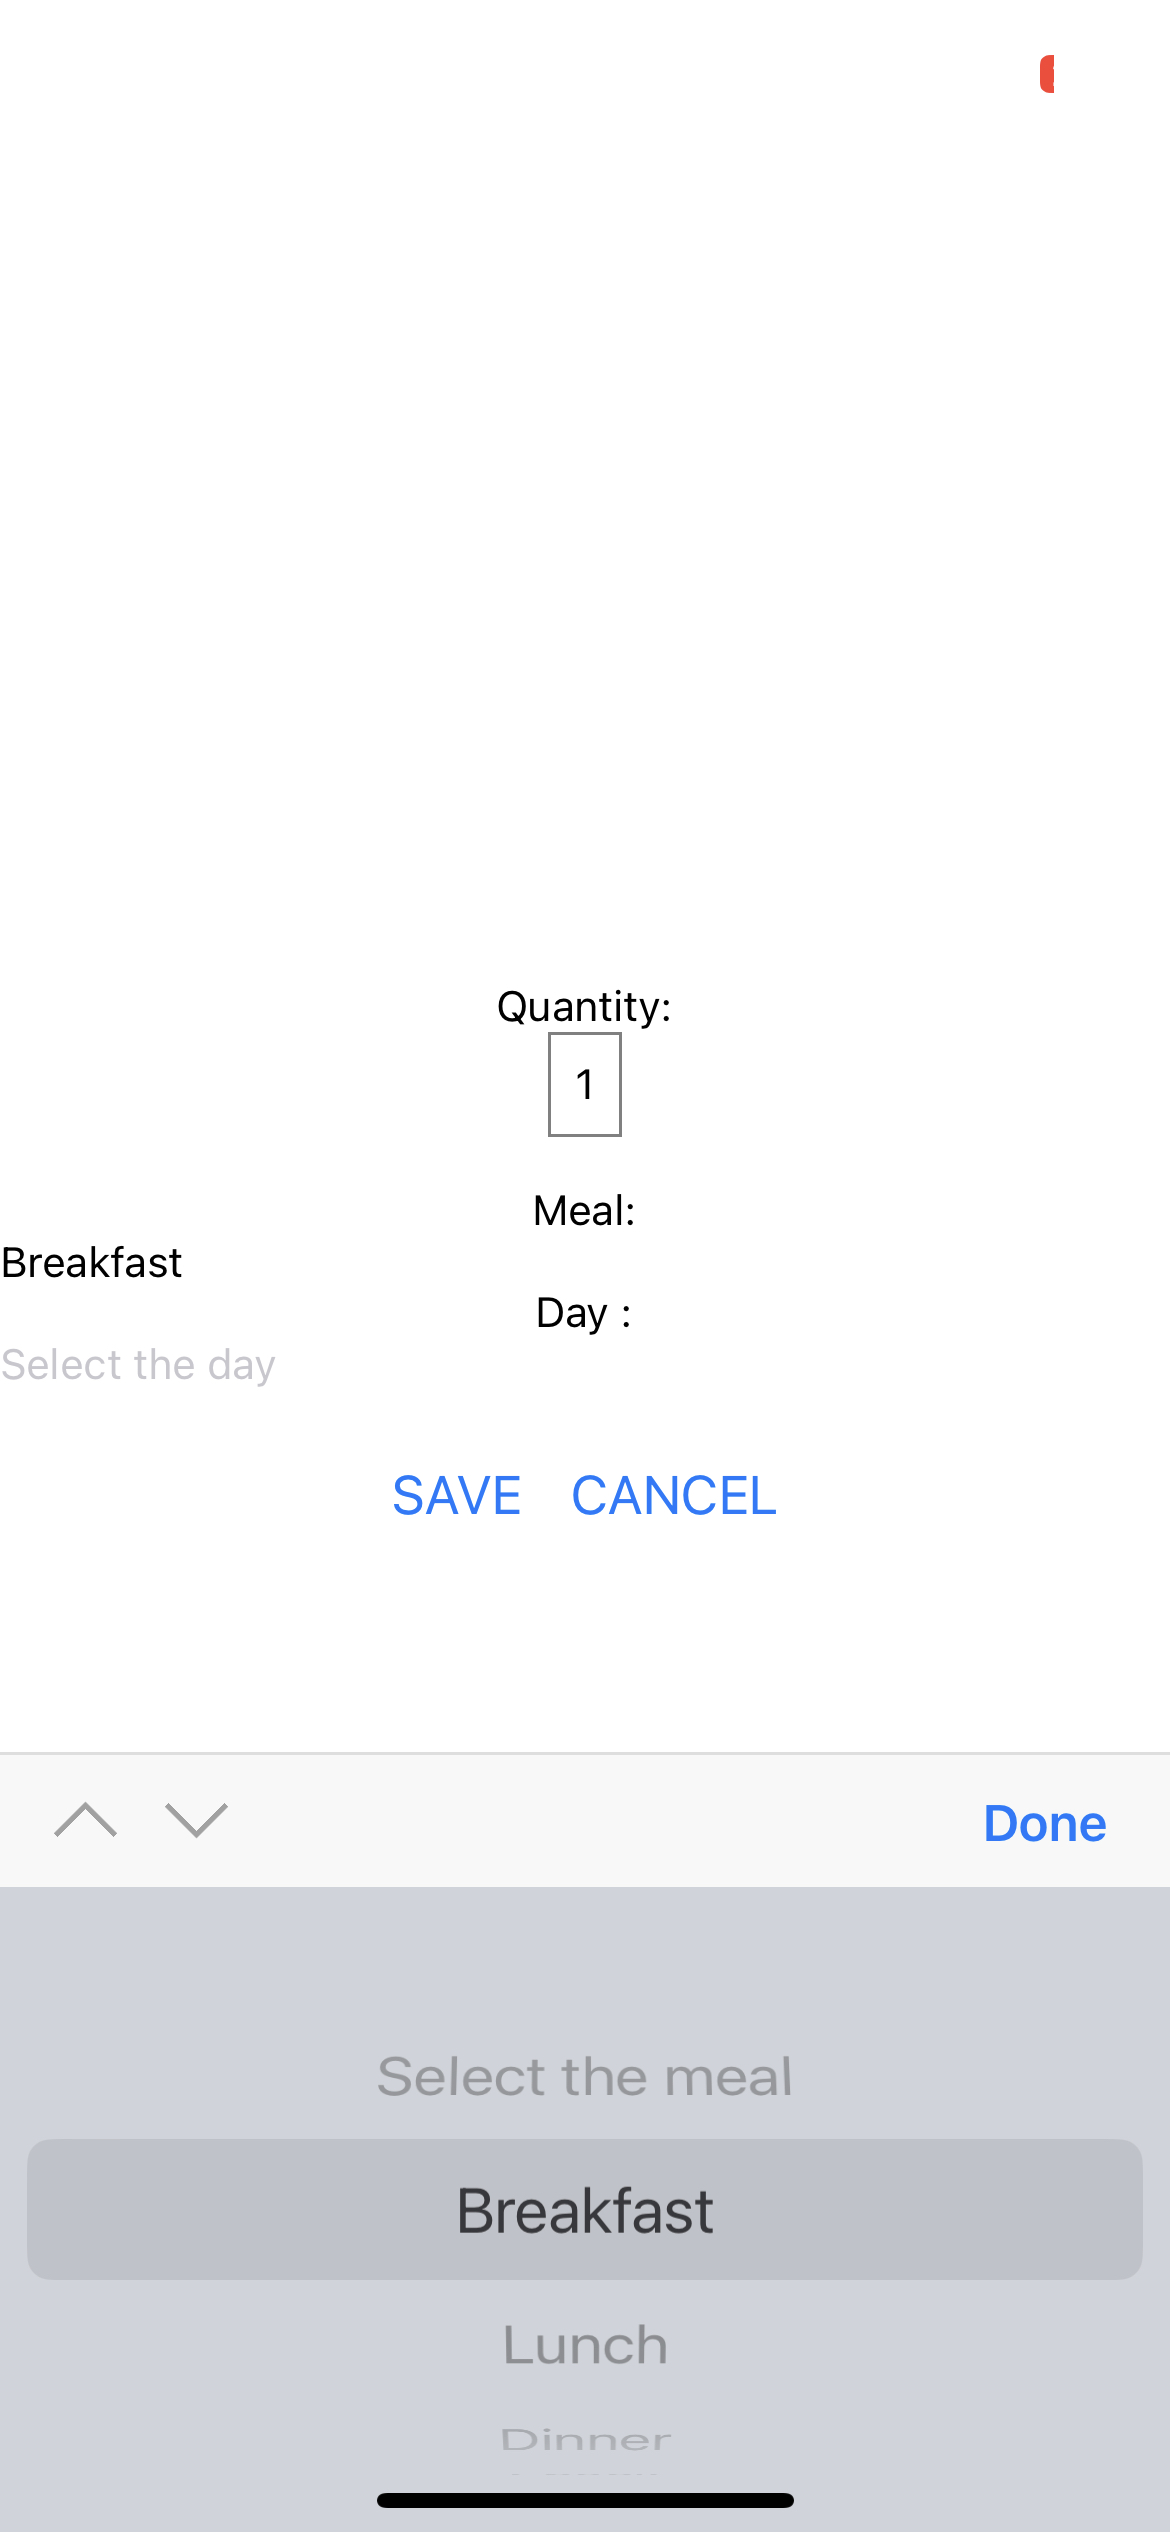 Quantity:
1
Meal:
Breakfast
Day :
Select the day
SAVE CANCEL
Done
Select the meal
Breakfast
Lunch
Dinner